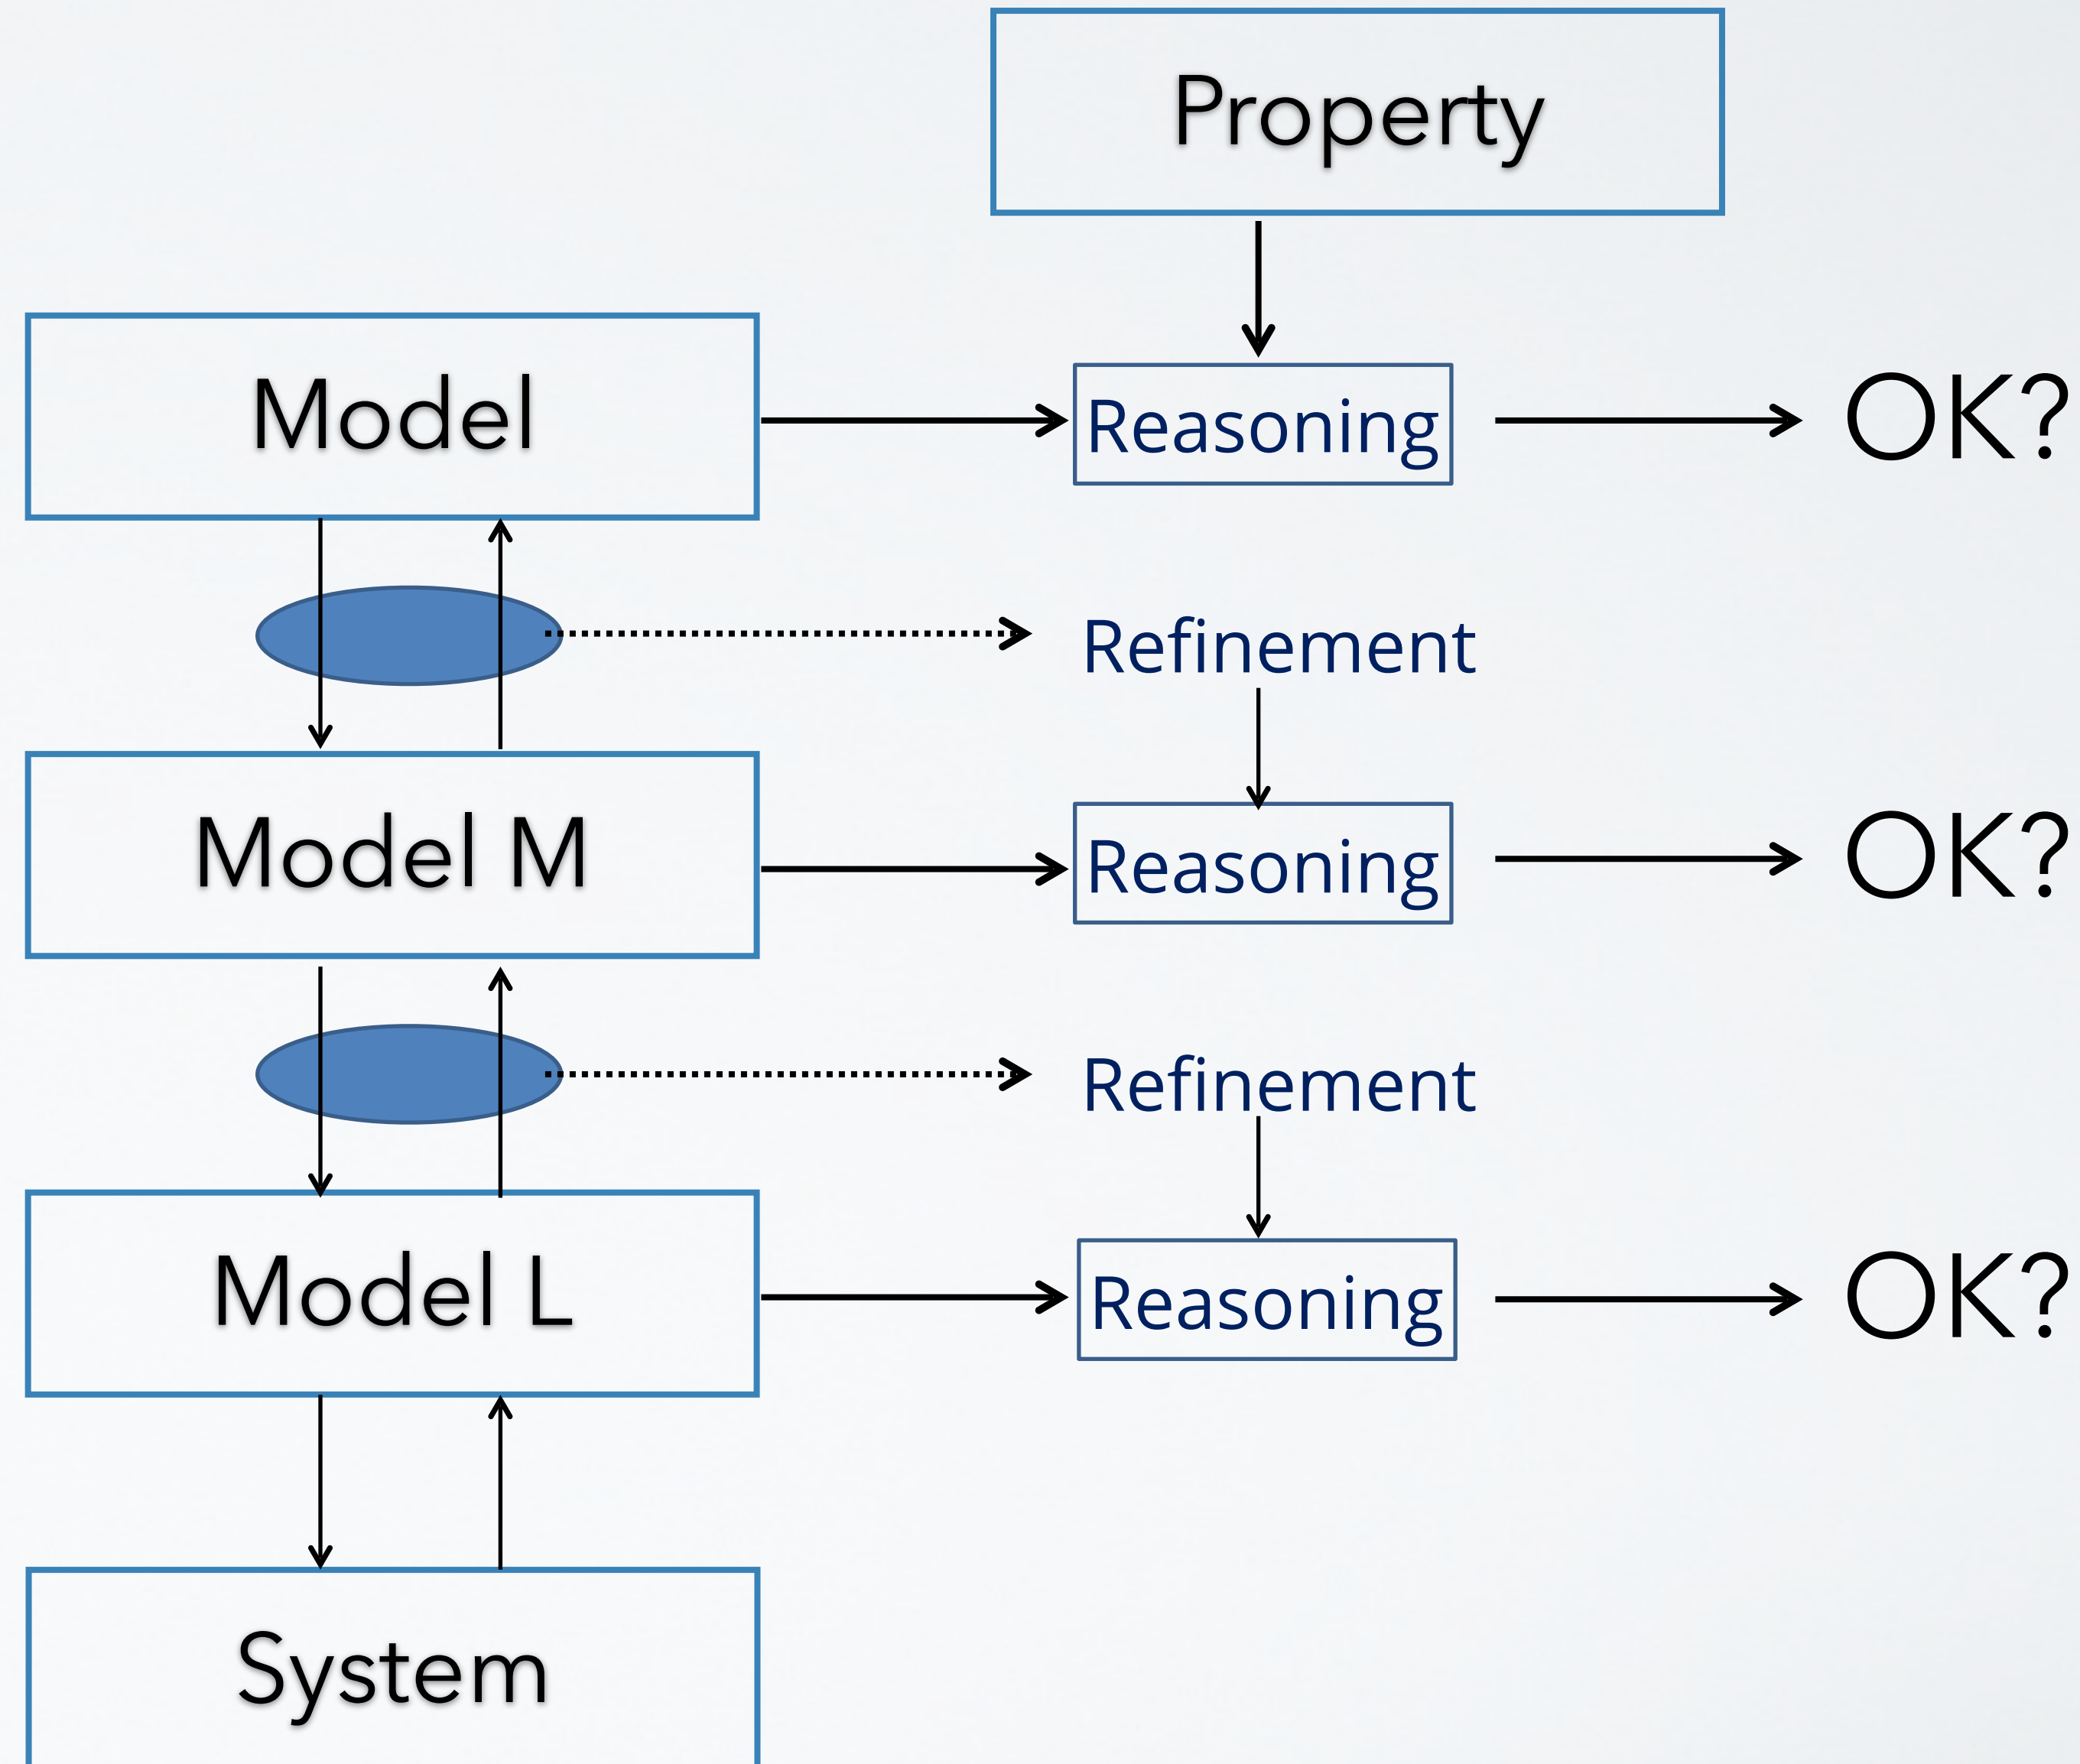 Property
Model
Reasoning
OK?
Refinement
Model M
Reasoning
OK?
Refinement
Model L
Reasoning
OK?
System